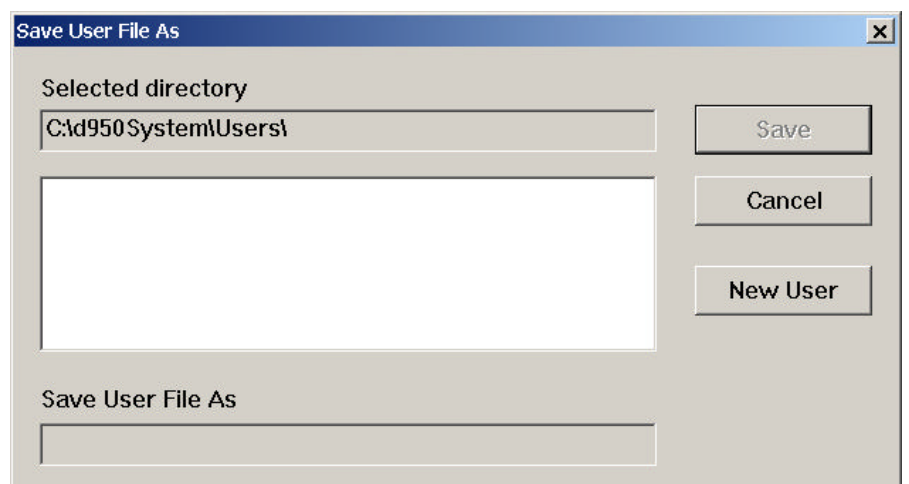 Save User File As
Selected directory
C:\d950System\Users\
Save
Cancel
New User
Save User File As